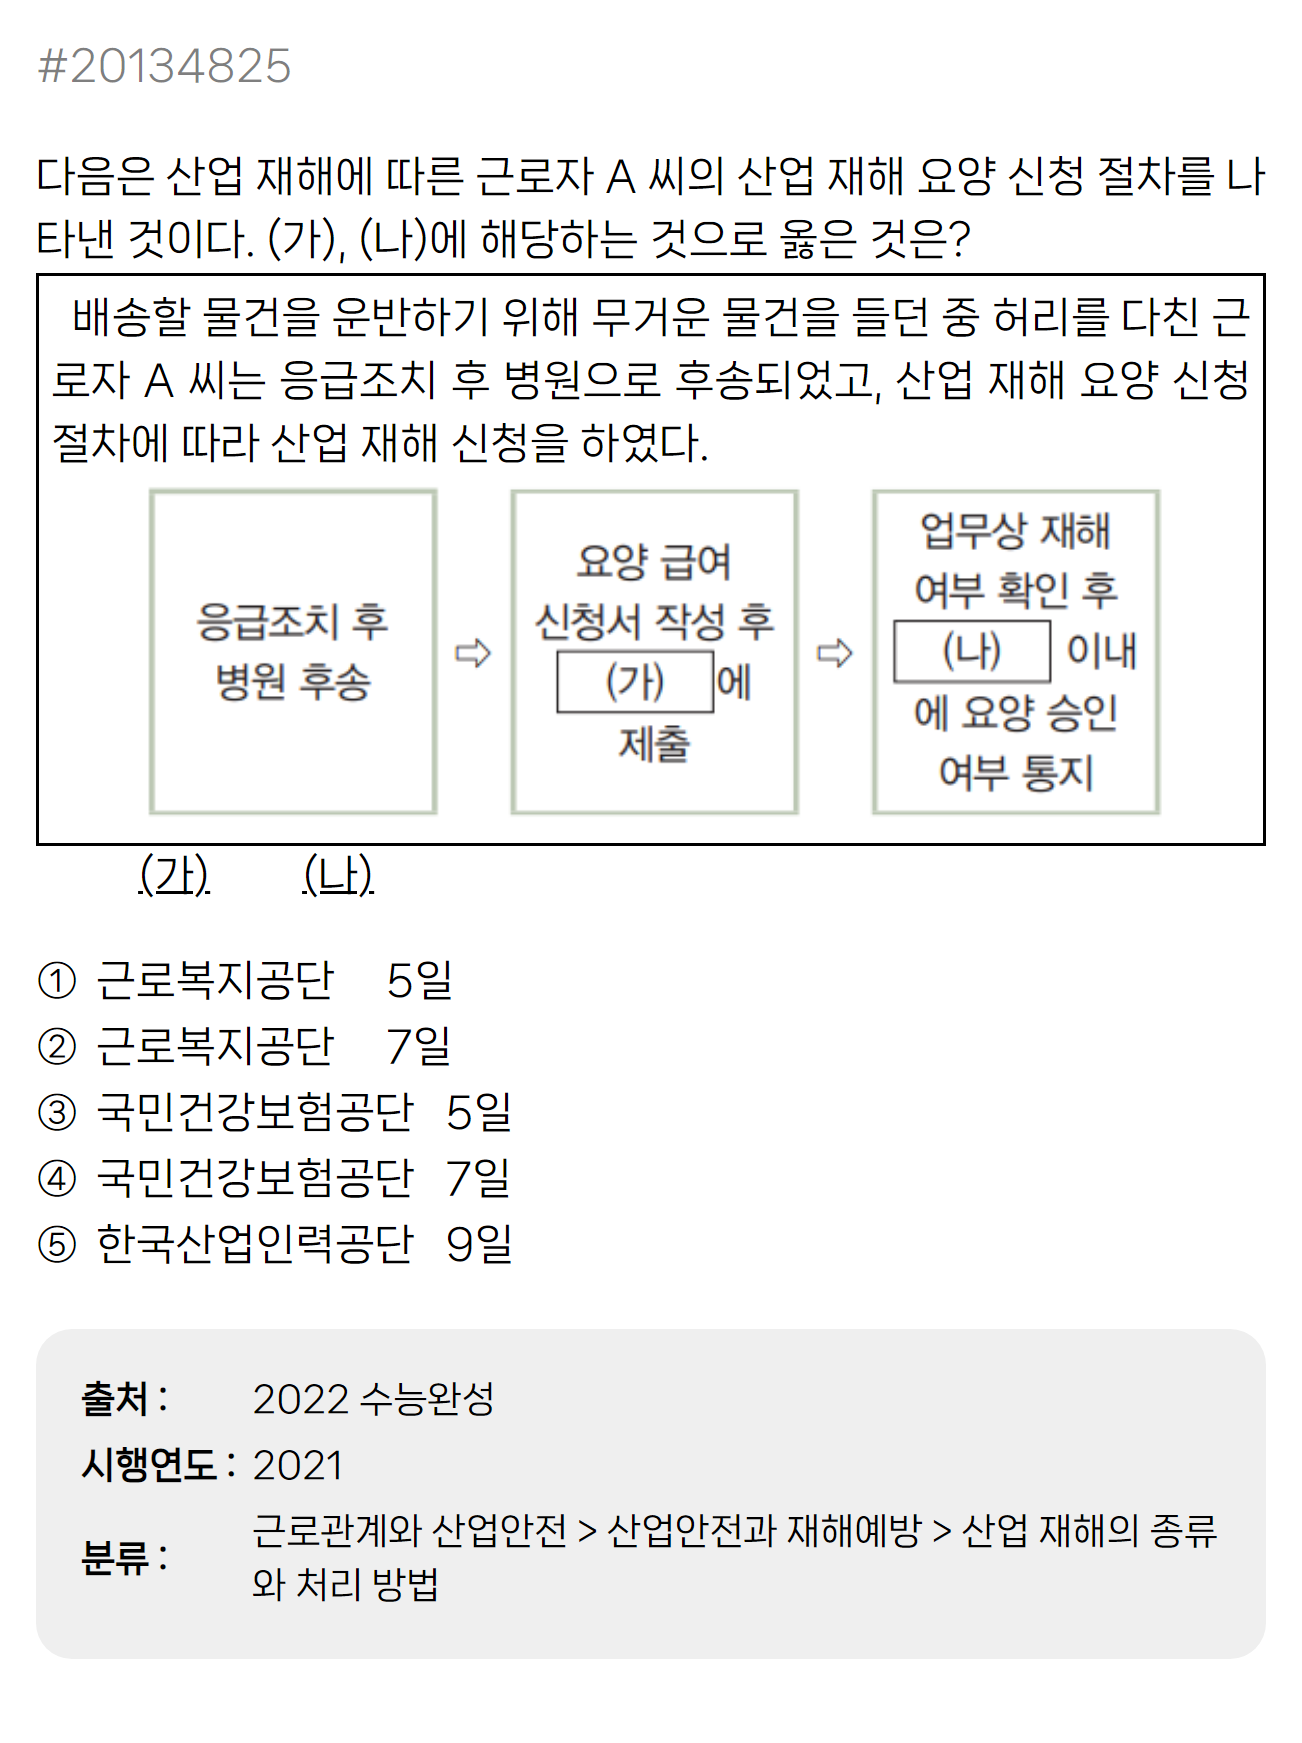 #20134825
다음은 산업 재해에 따른 근로자 A 씨의 산업 재해 요양 신청 절차를 나
타낸 것이다. (가), (나)에 해당하는 것으로 옳은 것은?
배송할 물건을 운반하기 위해 무거운 물건을 들던 중 허리를 다친 근
로자 A 씨는 응급조치 후 병원으로 후송되었고, 산업 재해 요양 신청
절차에 따라 산업 재해 신청을 하였다.
응급조치 후
병원 후송
⇨
요양 급여
신청서 작성 후
(가)에
제출
⇨
업무상 재해
여부 확인 후
(나) 이내
에 요양 승인
여부 통지
(가) (나)
① 근로복지공단 5일
② 근로복지공단 7일
③ 국민건강보험공단 5일
④ 국민건강보험공단 7일
⑤ 한국산업인력공단 9일
출처 : 2022 수능완성
시행연도 : 2021
분류 : 근로관계와 산업안전 > 산업안전과 재해예방 > 산업 재해의 종류
와 처리 방법